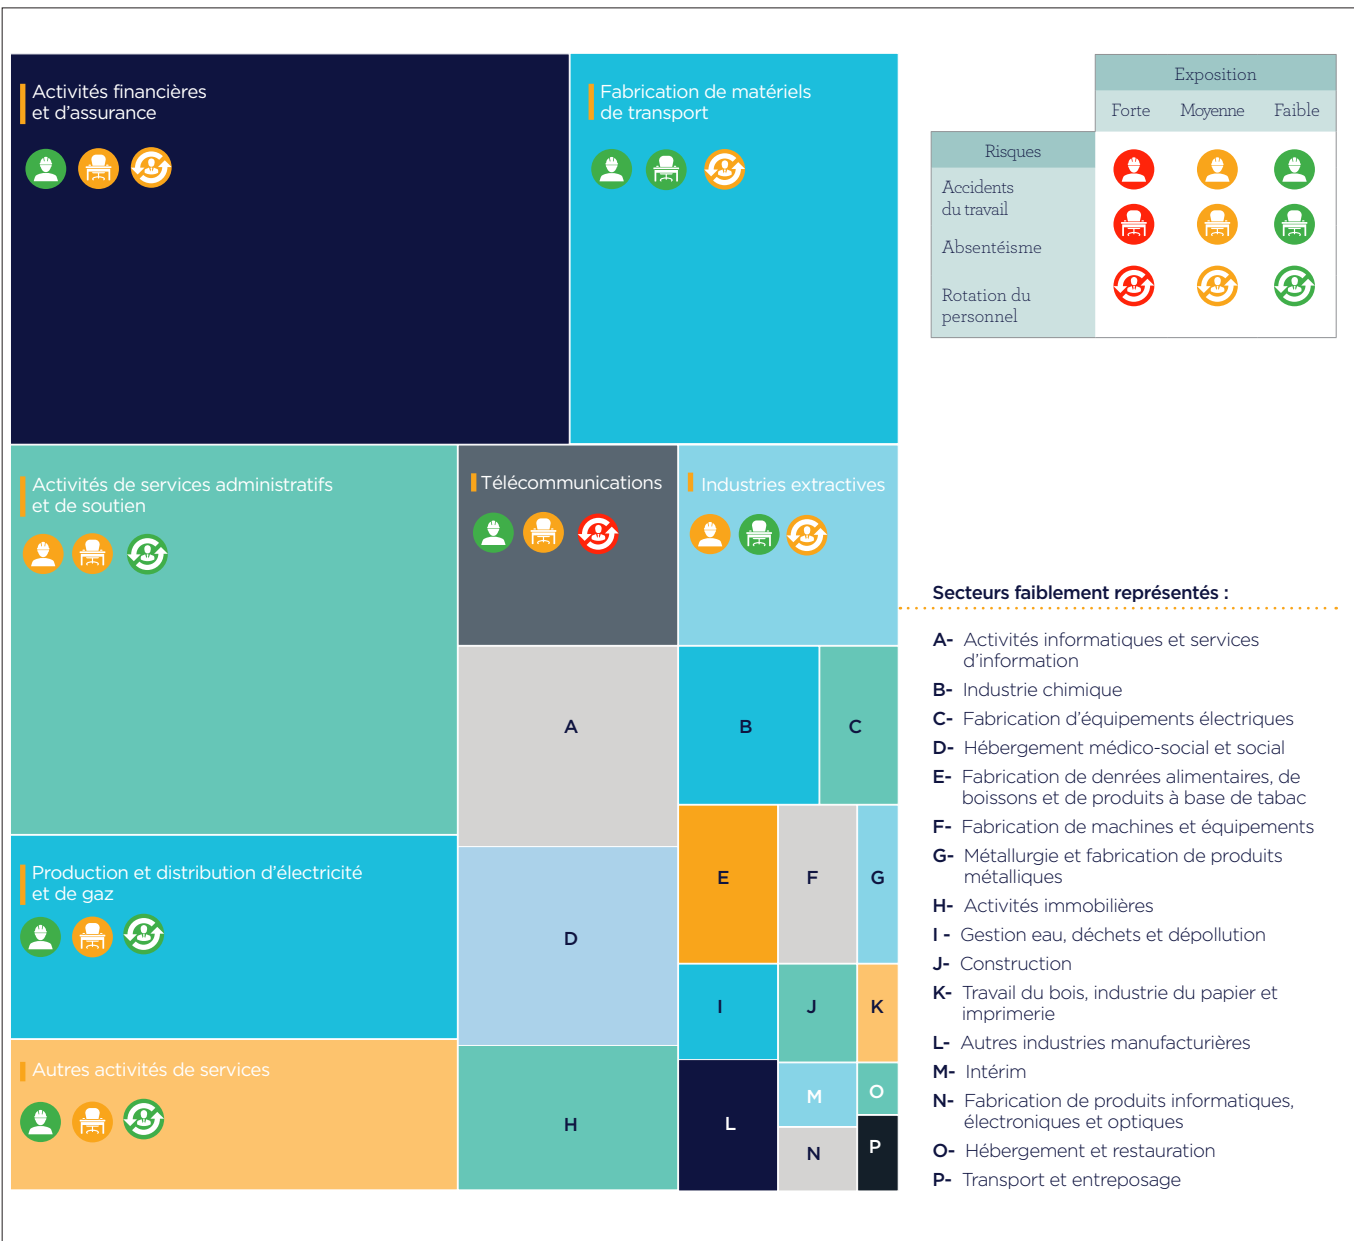 Activités financières
et d'assurance
Fabrication de matériels
de transport
Exposition
Forte Moyenne Faible
Risques
Accidents
du travail
Absentéisme
Rotation du
personnel
Activités de services administratifs
et de soutien
Télécommunications
Industries extractives
Production et distribution d'électricité
et de gaz
Autres activités de services
A
B
C
D
E
F
G
H
I
J
K
L
M
N
O
P
Secteurs faiblement représentés :
A- Activités informatiques et services
d'information
B- Industrie chimique
C- Fabrication d'équipements électriques
D- Hébergement médico-social et social
E- Fabrication de denrées alimentaires, de
boissons et de produits à base de tabac
F- Fabrication de machines et équipements
G- Métallurgie et fabrication de produits
métalliques
H- Activités immobilières
I - Gestion eau, déchets et dépollution
J- Construction
K- Travail du bois, industrie du papier et
imprimerie
L- Autres industries manufacturières
M- Intérim
N- Fabrication de produits informatiques,
électroniques et optiques
O- Hébergement et restauration
P- Transport et entreposage